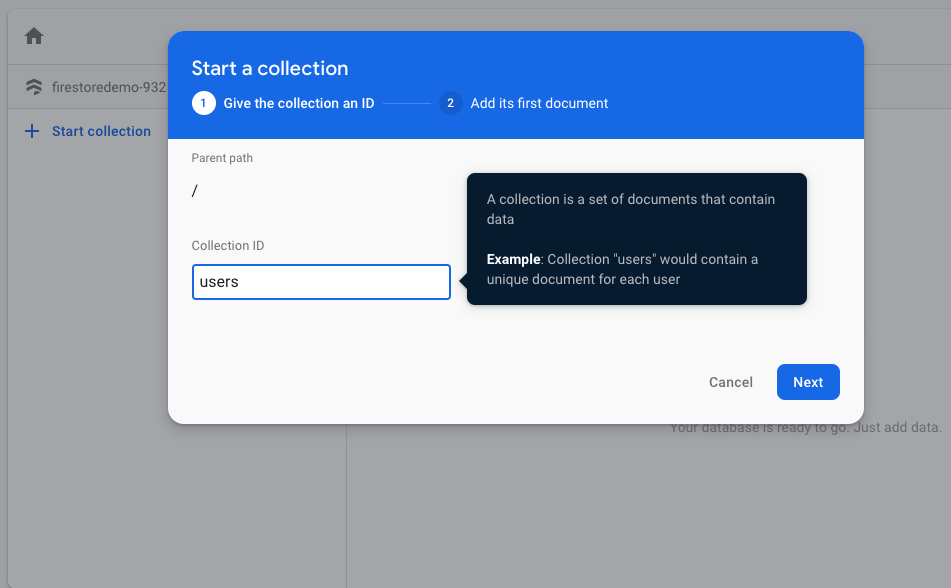 Start a collection
1 Give the collection an ID 2 Add its first document
firestoredemo-932
Start collection
Parent path
/
A collection is a set of documents that contain
data
Example: Collection "users" would contain a
unique document for each user
Collection ID
users
Cancel Next
Your database is ready to go. Just add data.